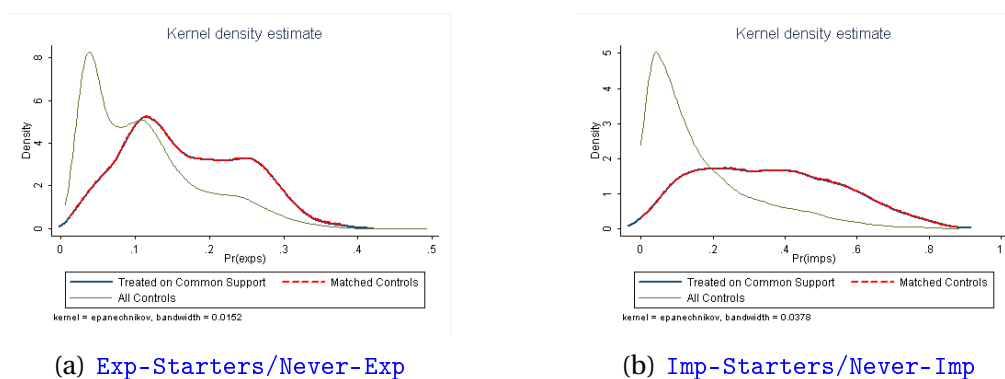 Kernel density estimate
Density
8
6
4
2
0
0 .1 .2 .3 .4 .5
Pr(exps)
Treated on Common Support Matched Controls
All Controls
kernel = epanechnikov, bandwidth = 0.0152
(a) Exp-Starters/Never-Exp
Kernel density estimate
Density
5
4
3
2
1
0
0 .2 .4 .6 .8 1
Pr(imps)
Treated on Common Support Matched Controls
All Controls
kernel = epanechnikov, bandwidth = 0.0378
(b) Imp-Starters/Never-Imp